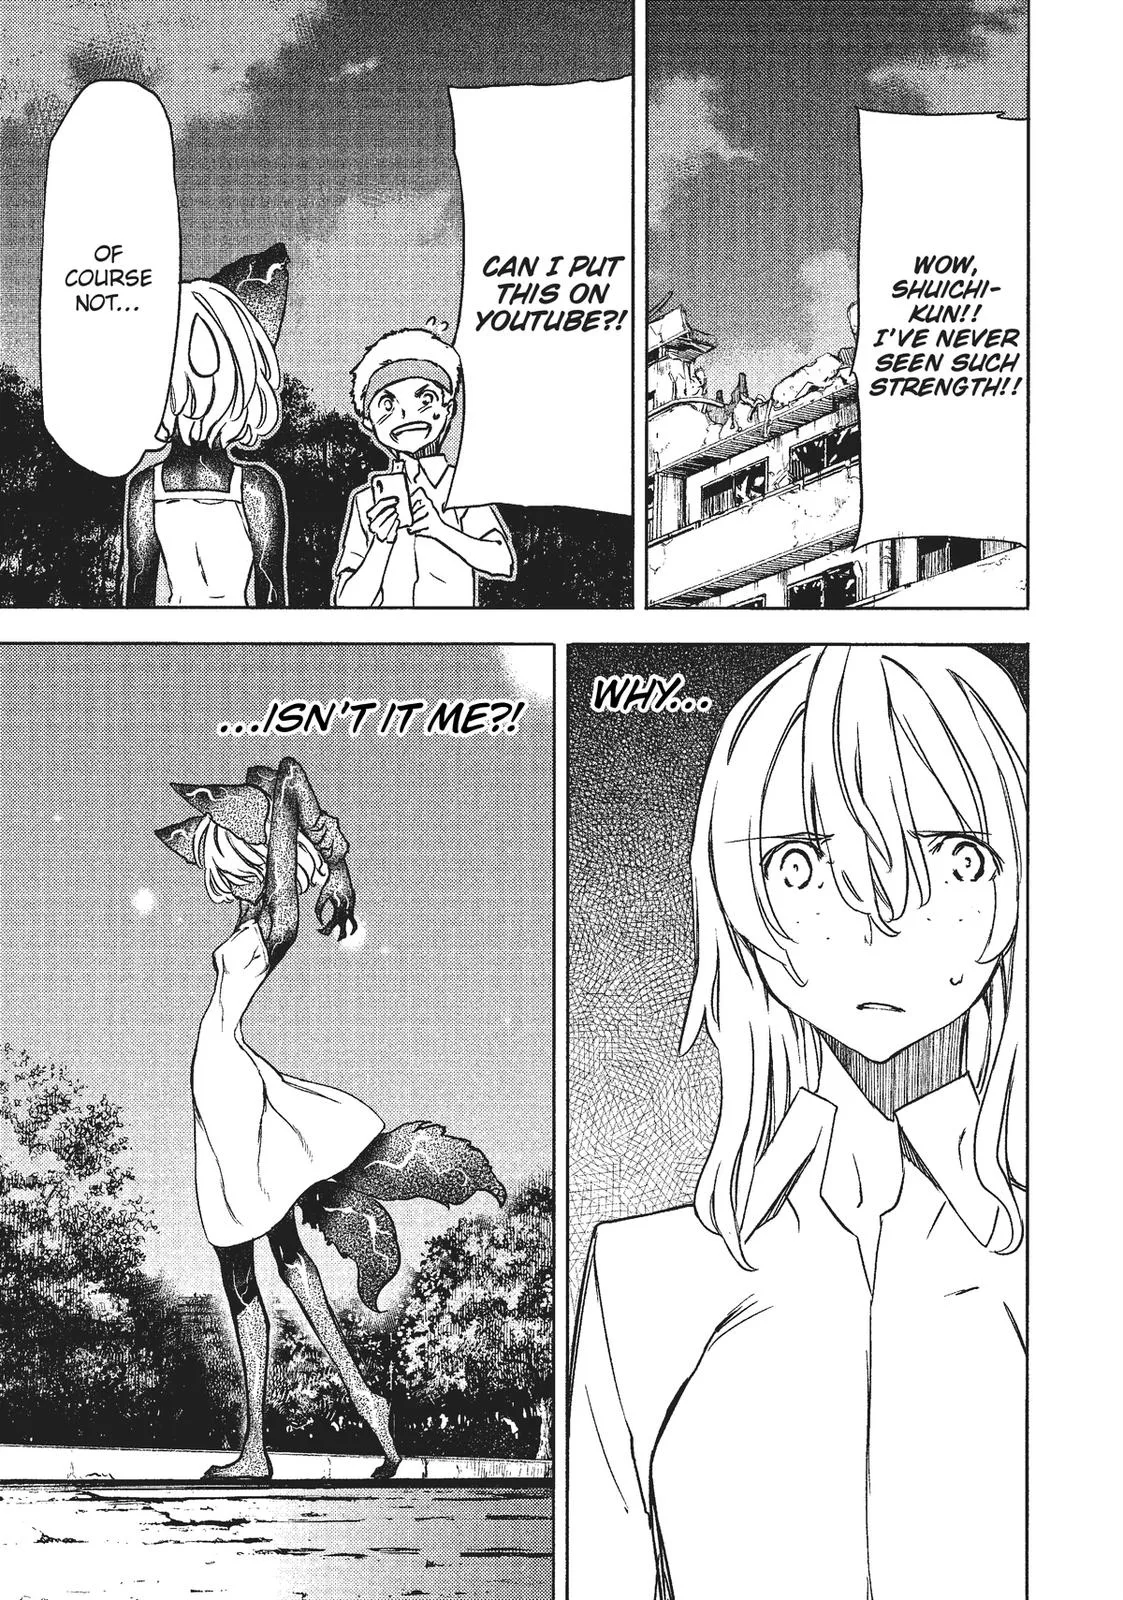 WOW,
SHUICHI-
KUN!!
I'VE NEVER
SEEN SUCH
STRENGTH!!
CAN I PUT
THIS ON
YOUTUBE?!
OF
COURSE
NOT...
WHY...
...ISN'T IT ME?!